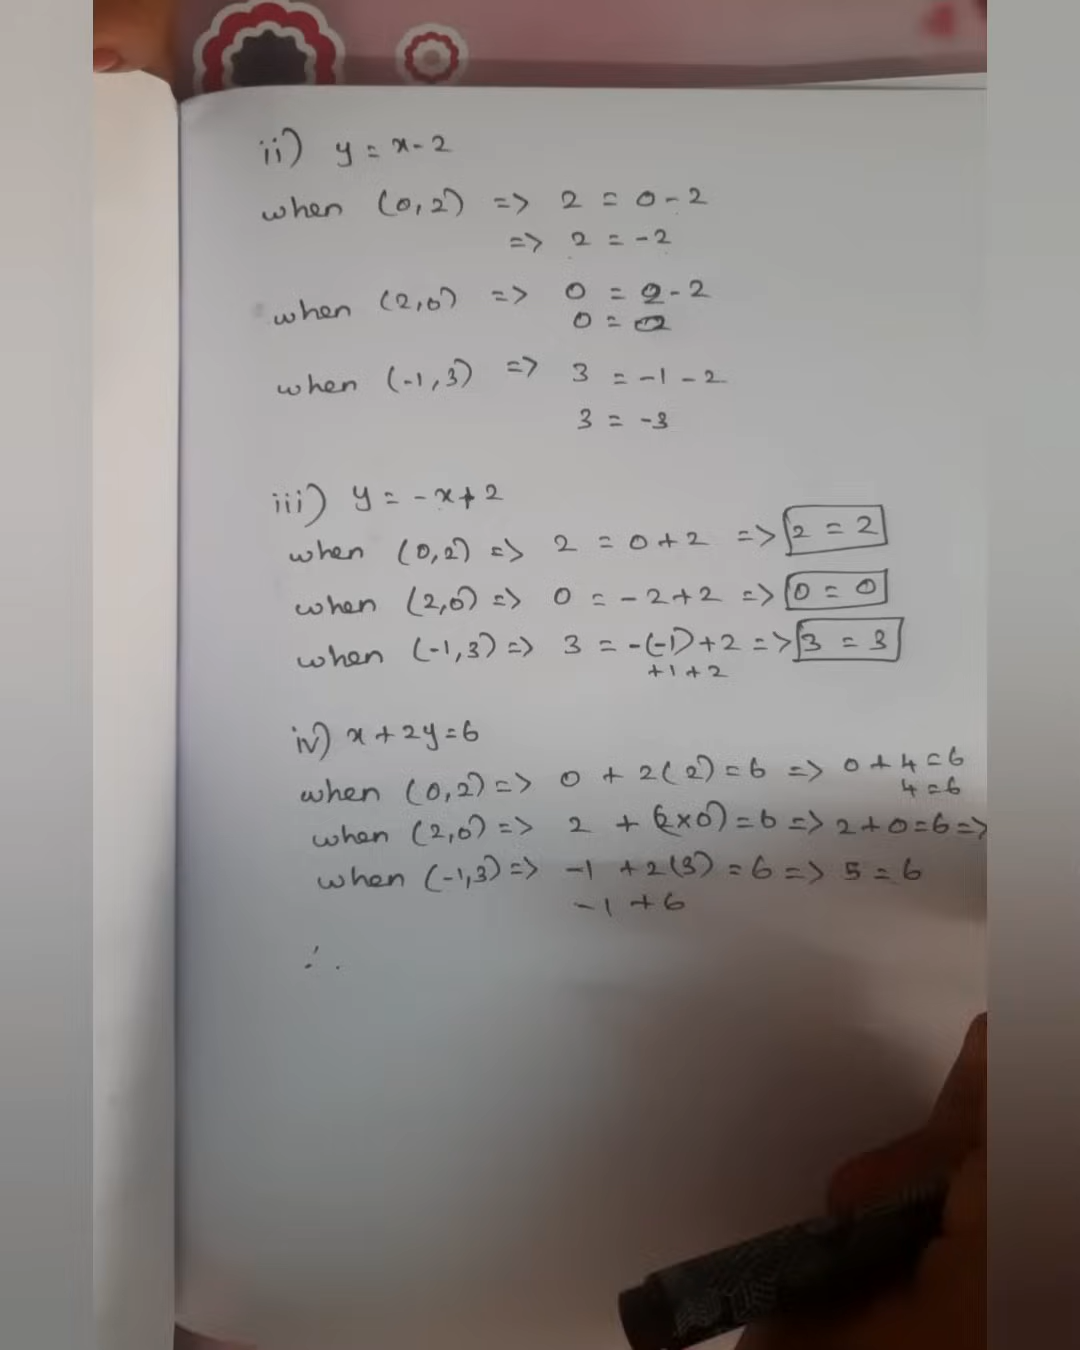 ii) y = x - 2
when (0,2) => 2 = 0 - 2
=> 2 = -2
when (2,0) => 0 = 2 - 2
0 = 0
when (-1,3) => 3 = -1 - 2
3 = -3
iii) y = -x + 2
when (0,2) => 2 = 0 + 2 => 2 = 2
when (2,0) => 0 = -2+2 => 0 = 0
when (-1,3) => 3 = -(-1)+2 => 3 = 3
+1+2
iv) x + 2y = 6
when (0,2) => 0 + 2(2) = 6 => 0 + 4 = 6
4 = 6
when (2,0) => 2 + (2x0) = 6 => 2+0=6 =>
when (-1,3) => -1 + 2(3) = 6 => 5 = 6
-1 + 6
∴